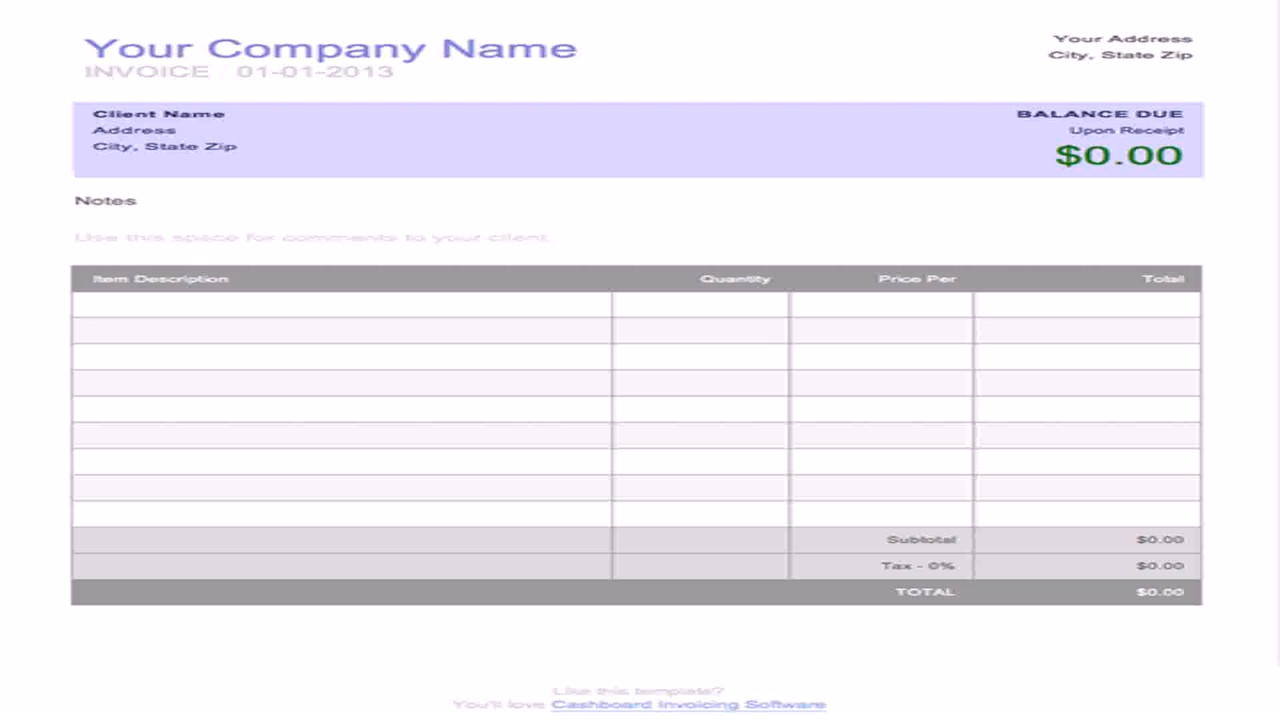 Your Company Name
INVOICE 01-01-2013
Your Address
City, State Zip
Client Name
Address
City, State Zip
BALANCE DUE
Upon Receipt
$0.00
Notes
Use this space for comments to your client
Item Description Quantity Price Per Total
Subtotal $0.00
Tax - 0% $0.00
TOTAL $0.00
Like this template?
You'll love Cashboard Invoicing Software